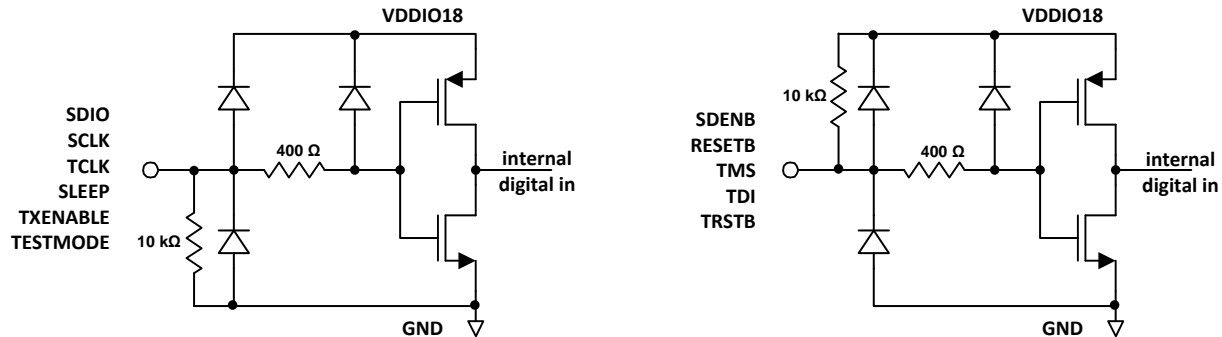 VDDIO18
SDIO
SCLK
TCLK
SLEEP
TXENABLE
TESTMODE
10 kΩ
400 Ω
internal
digital in
GND
VDDIO18
10 kΩ
SDENB
RESETB
TMS
TDI
TRSTB
400 Ω
internal
digital in
GND